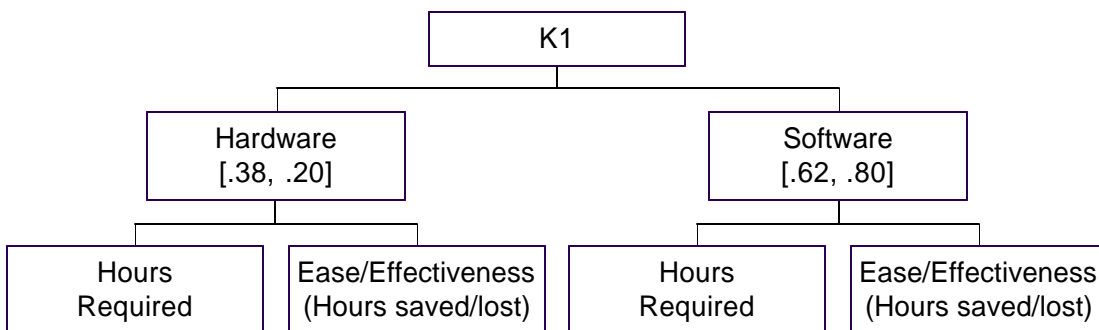 K1
Hardware
[.38, .20]
Software
[.62, .80]
Hours
Required
Ease/Effectiveness
(Hours saved/lost)
Hours
Required
Ease/Effectiveness
(Hours saved/lost)